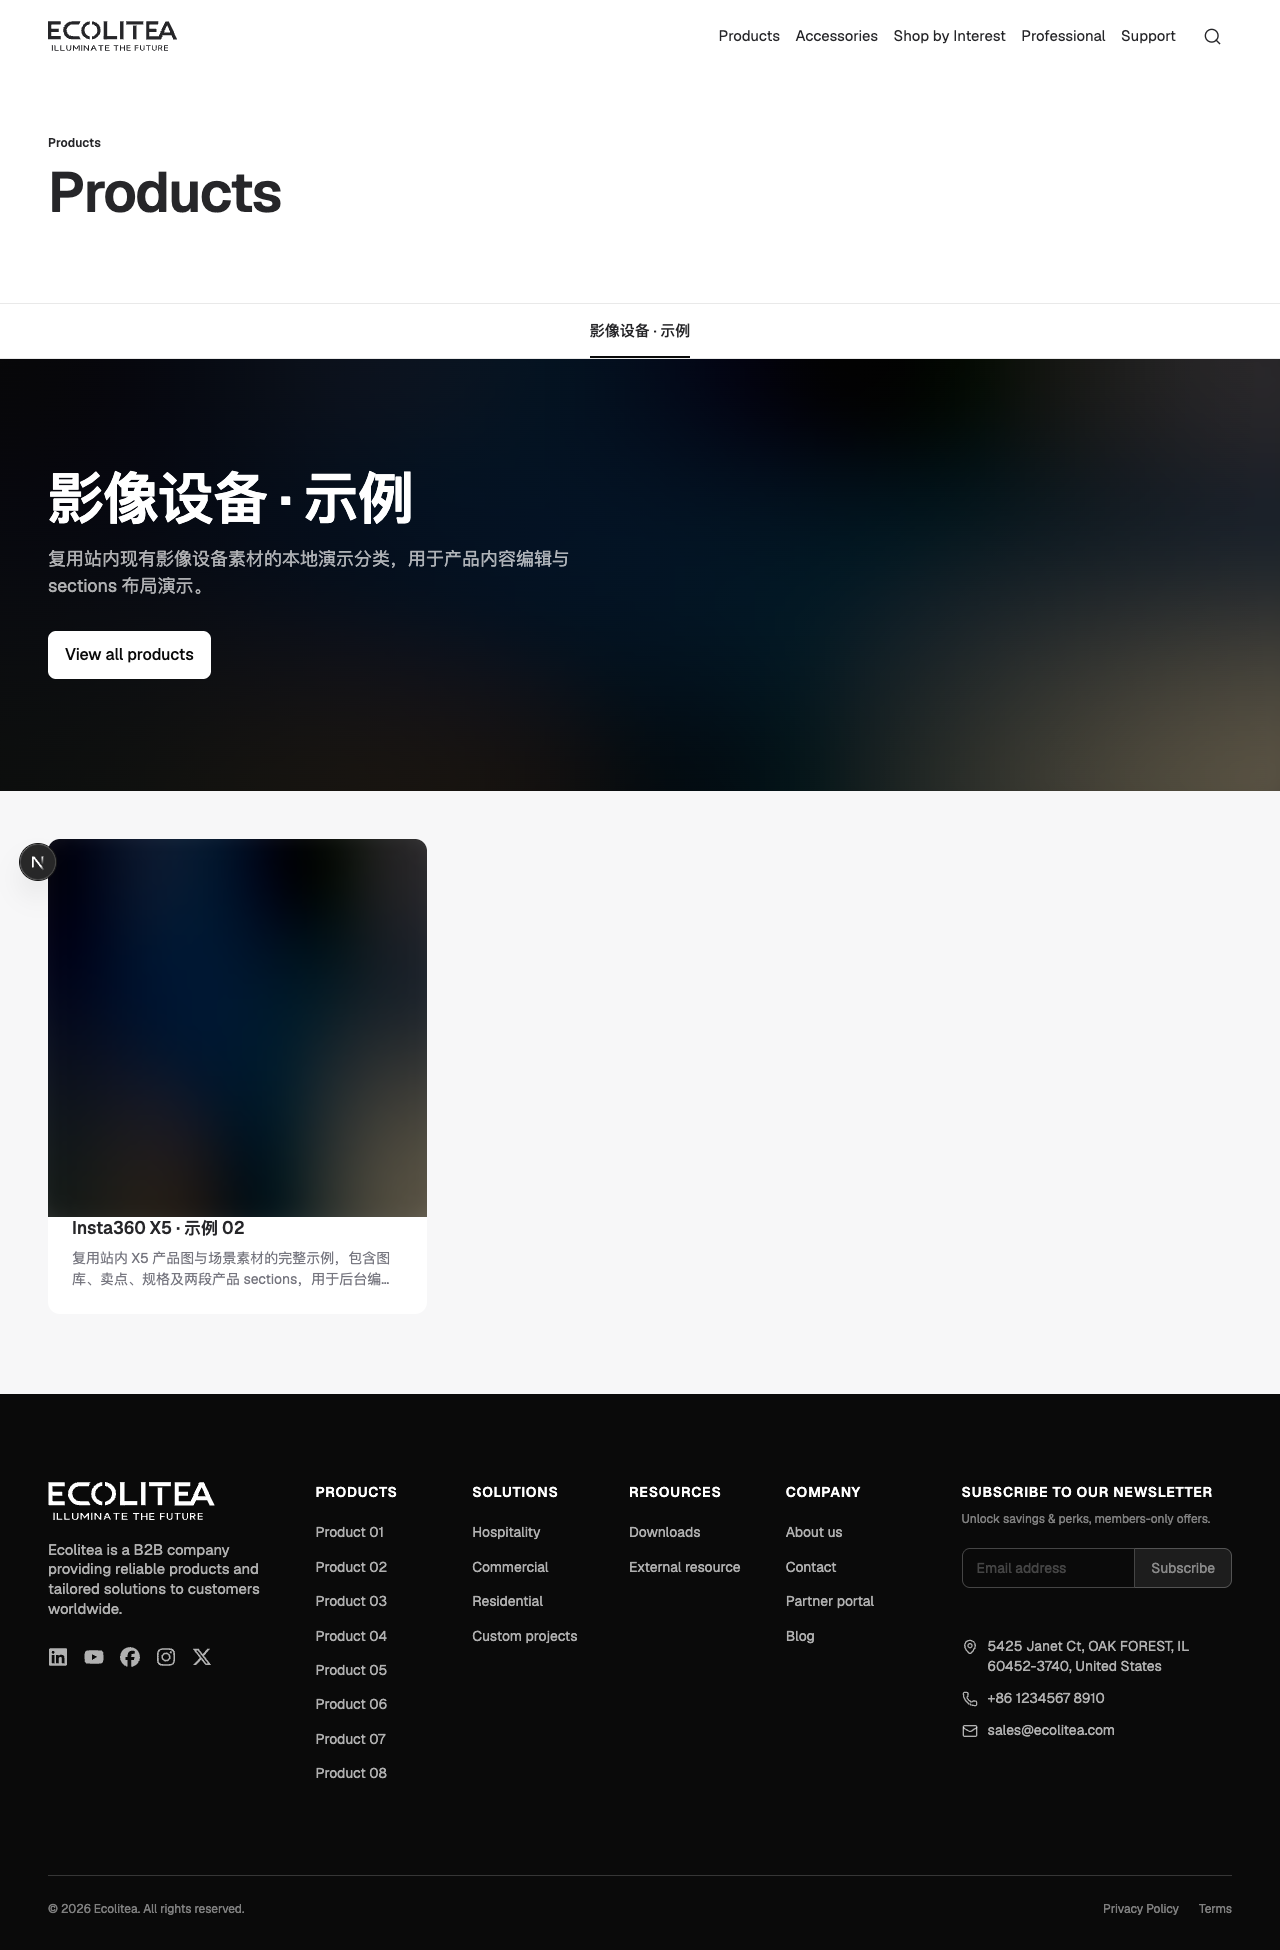 ECOLITEA
ILLUMINATE THE FUTURE
Products
Accessories
Shop by Interest
Professional
Support
Products
Products
影像设备 · 示例
影像设备 · 示例
复用站内现有影像设备素材的本地演示分类，用于产品内容编辑与
sections 布局演示。
View all products
N
Insta360 X5 · 示例 02
复用站内 X5 产品图与场景素材的完整示例，包含图
库、卖点、规格及两段产品 sections，用于后台编...
ECOLITEA
ILLUMINATE THE FUTURE
Ecolitea is a B2B company
providing reliable products and
tailored solutions to customers
worldwide.
PRODUCTS
Product 01
Product 02
Product 03
Product 04
Product 05
Product 06
Product 07
Product 08
SOLUTIONS
Hospitality
Commercial
Residential
Custom projects
RESOURCES
Downloads
External resource
COMPANY
About us
Contact
Partner portal
Blog
SUBSCRIBE TO OUR NEWSLETTER
Unlock savings & perks, members-only offers.
Email address
Subscribe
5425 Janet Ct, OAK FOREST, IL
60452-3740, United States
+86 1234567 8910
sales@ecolitea.com
© 2026 Ecolitea. All rights reserved.
Privacy Policy
Terms